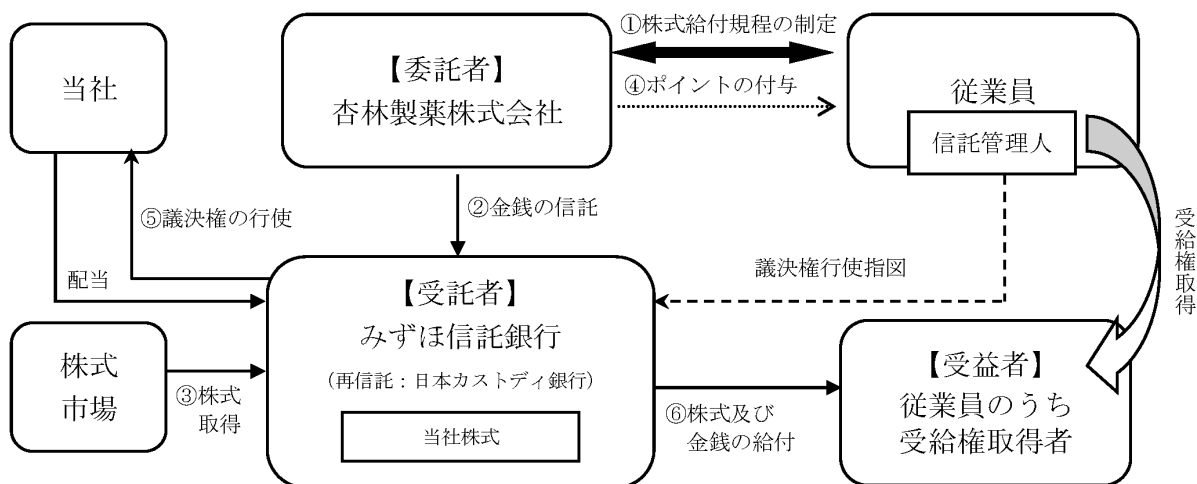 当社
【委託者】
杏林製薬株式会社
①株式給付規程の制定
④ポイントの付与
従業員
信託管理人
②金銭の信託
⑤議決権の行使
配当
議決権行使指図
受給権取得
【受託者】
みずほ信託銀行
(再信託:日本カストディ銀行)
当社株式
株式
市場
③株式
取得
⑥株式及び
金銭の給付
【受益者】
従業員のうち
受給権取得者